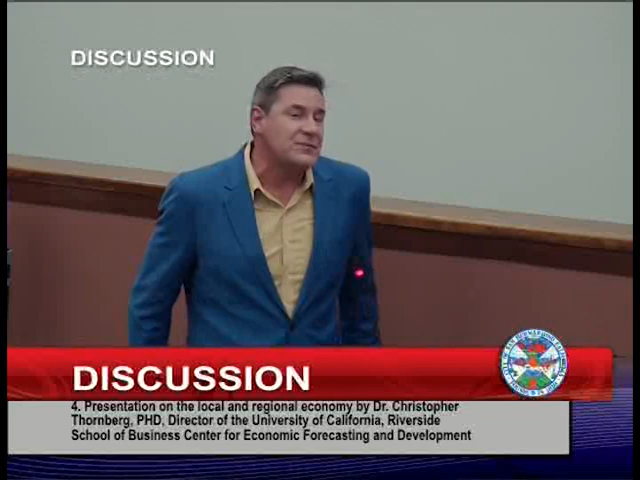 DISCUSSION
DISCUSSION
4. Presentation on the local and regional economy by Dr. Christopher
Thornberg, PHD, Director of the University of California, Riverside
School of Business Center for Economic Forecasting and Development